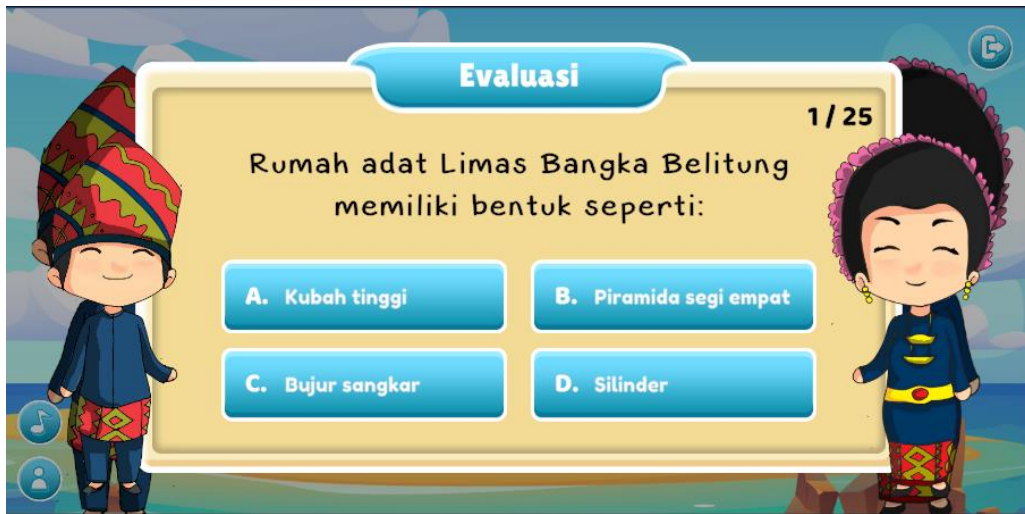 Evaluasi
1 / 25
Rumah adat Limas Bangka Belitung
memiliki bentuk seperti:
A. Kubah tinggi
B. Piramida segi empat
C. Bujur sangkar
D. Silinder